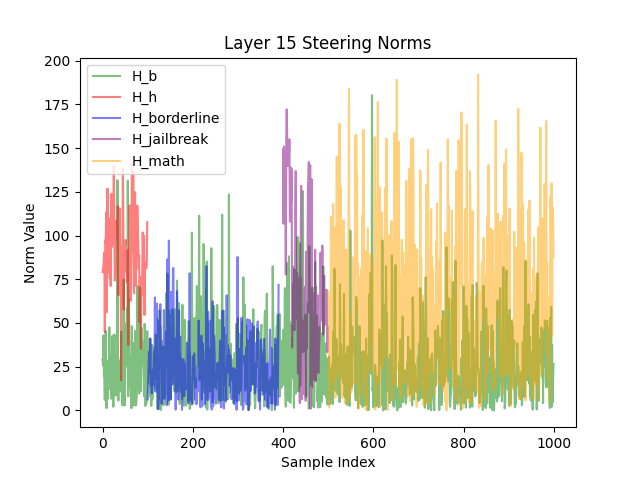 Layer 15 Steering Norms
200
175
150
125
100
75
50
25
0
Norm Value
H_b
H_h
H_borderline
H_jailbreak
H_math
0
200
400
600
800
1000
Sample Index